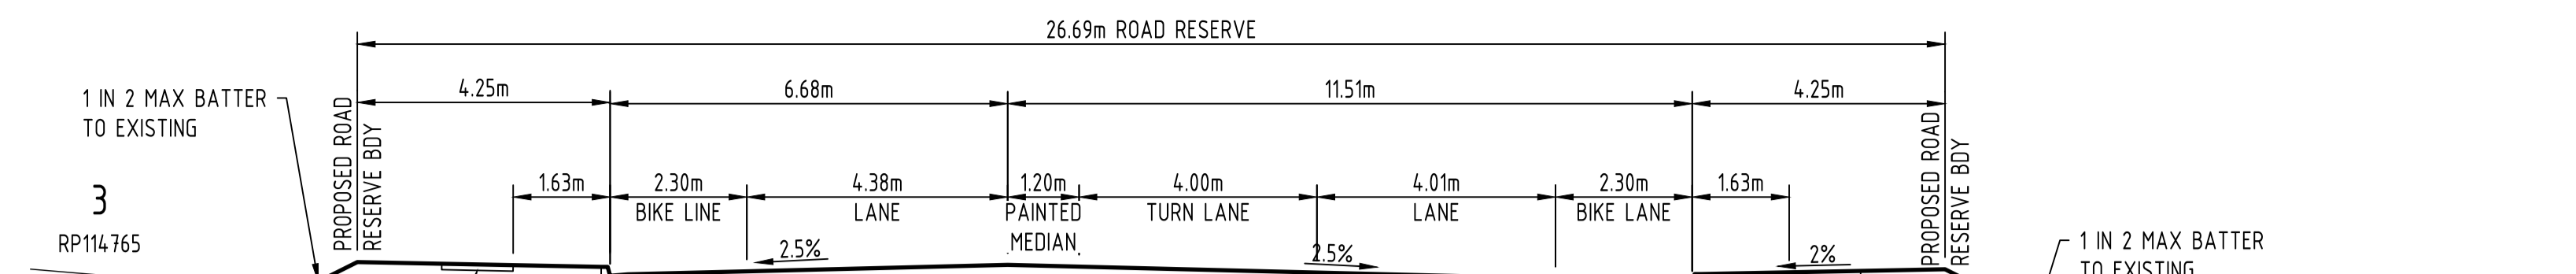 26.69m ROAD RESERVE
4.25m
6.68m
11.51m
4.25m
1 IN 2 MAX BATTER
TO EXISTING
PROPOSED ROAD
RESERVE BDY
PROPOSED ROAD
RESERVE BDY
1.63m
2.30m
4.38m
1.20m
4.00m
4.01m
2.30m
1.63m
BIKE LINE
LANE
PAINTED
MEDIAN
TURN LANE
LANE
BIKE LANE
3
RP114765
2.5%
2.5%
2%
1 IN 2 MAX BATTER
TO EXISTING